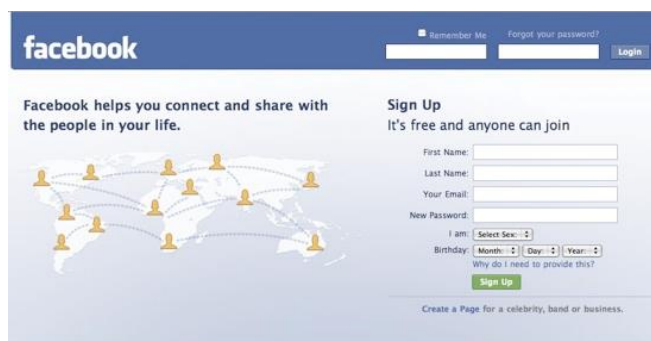 facebook
Remember Me Forgot your password?
Login
Facebook helps you connect and share with
the people in your life.
Sign Up
It's free and anyone can join
First Name:
Last Name:
Your Email:
New Password:
I am: Select Sex:
Birthday: Month: Day: Year:
Why do I need to provide this?
Sign Up
Create a Page for a celebrity, band or business.